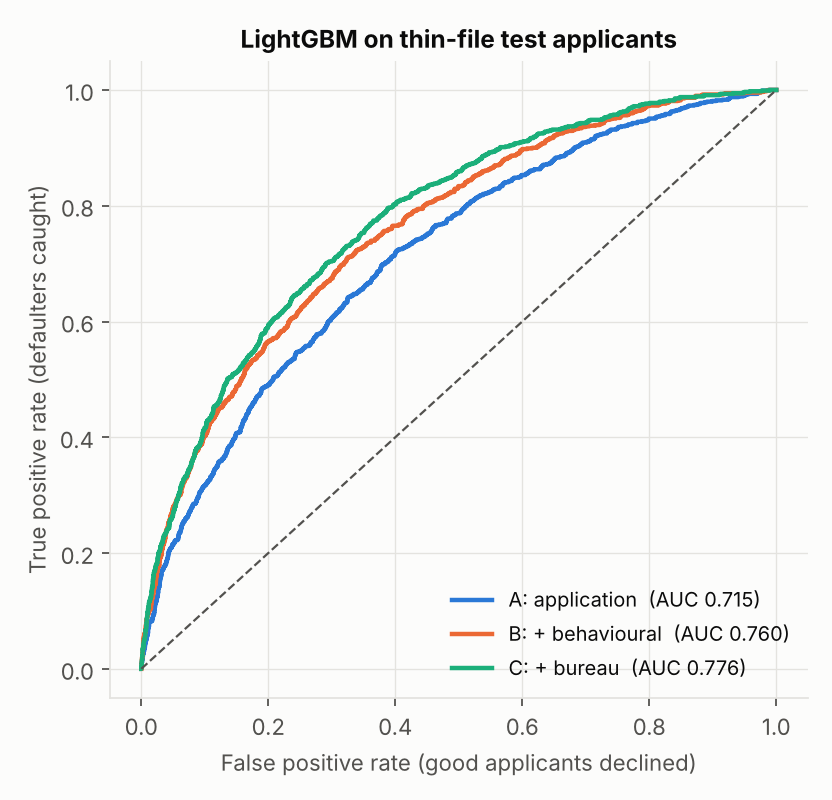 LightGBM on thin-file test applicants
True positive rate (defaulters caught)
1.0
0.8
0.6
0.4
0.2
0.0
A: application (AUC 0.715)
B: + behavioural (AUC 0.760)
C: + bureau (AUC 0.776)
0.0 0.2 0.4 0.6 0.8 1.0
False positive rate (good applicants declined)